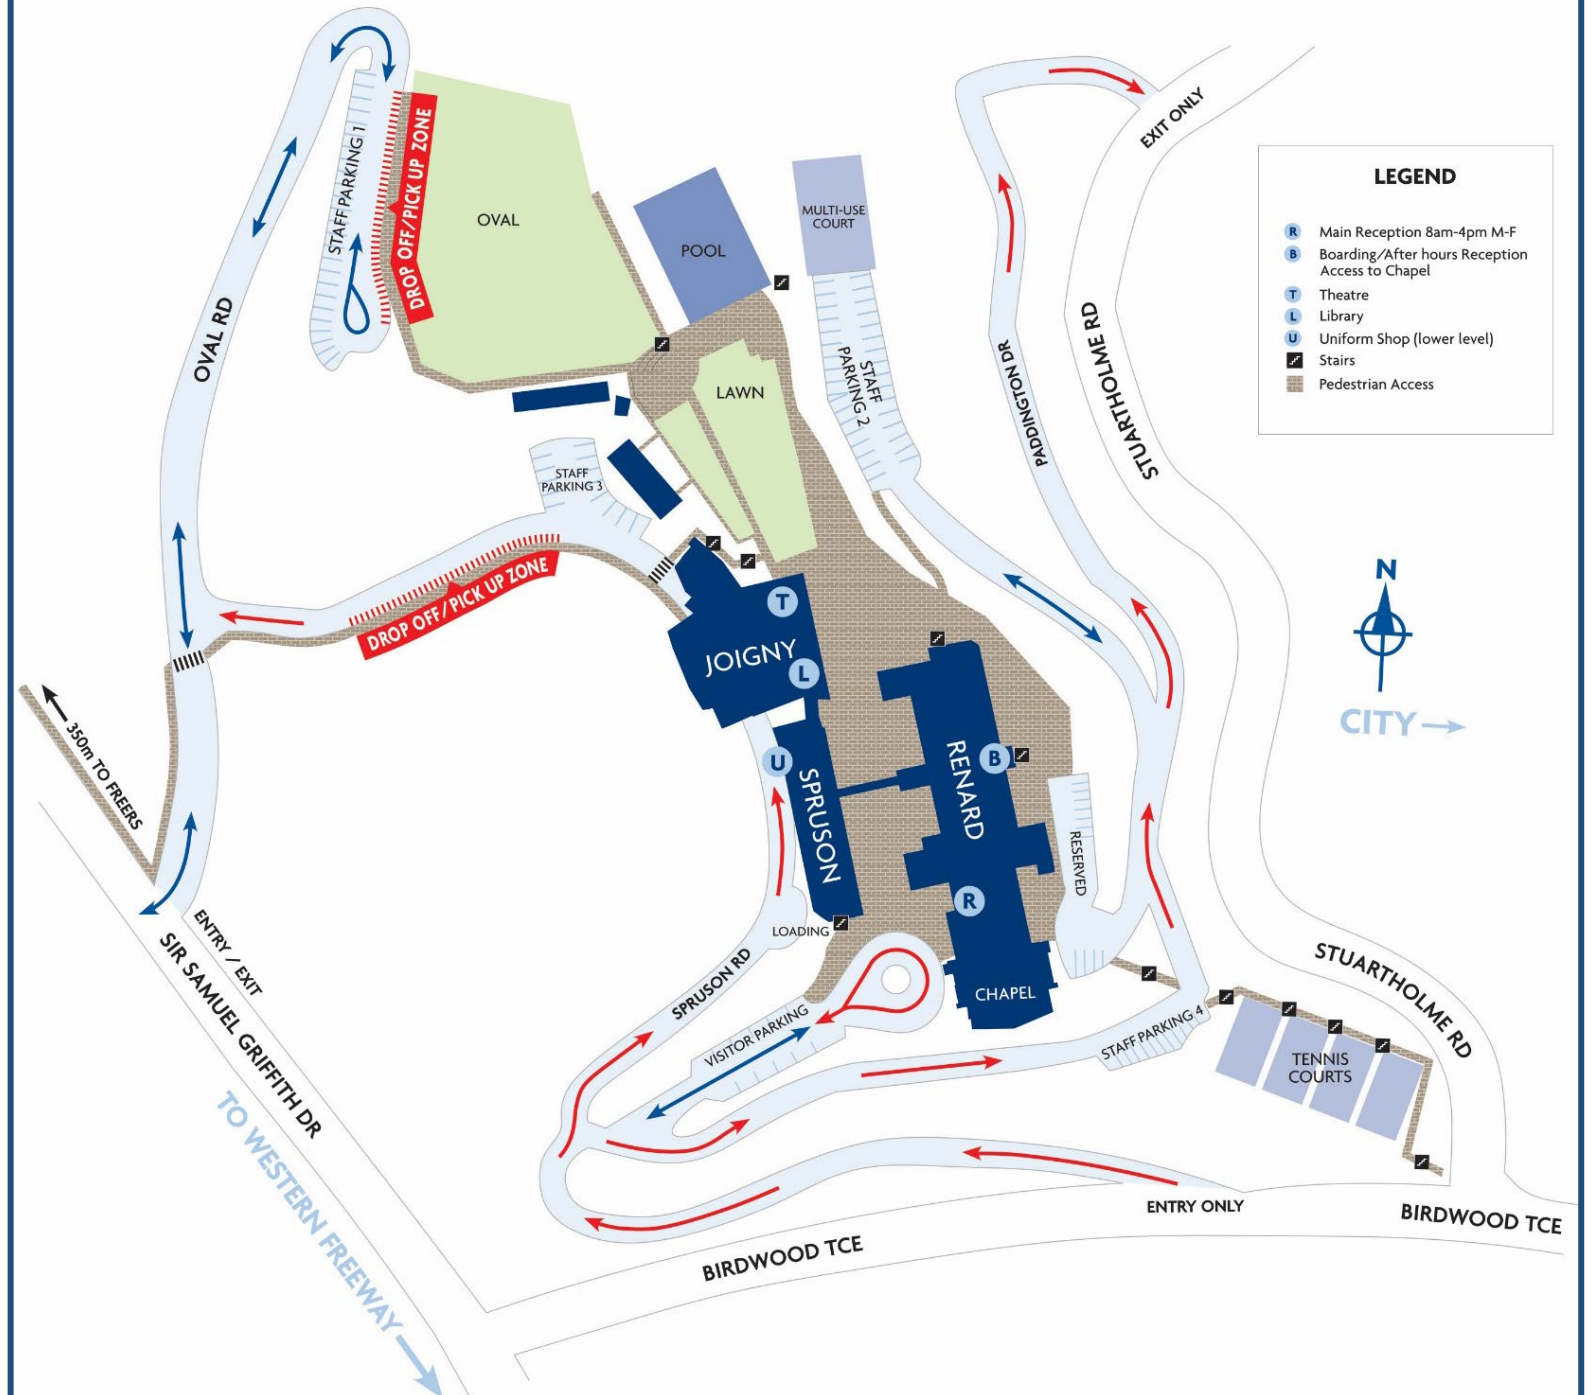 EXIT ONLY
STAFF PARKING 1
DROP OFF/PICK UP ZONE
OVAL
POOL
MULTI-USE
COURT
LEGEND
R Main Reception 8am-4pm M-F
B Boarding/After hours Reception
Access to Chapel
T Theatre
L Library
U Uniform Shop (lower level)
Stairs
Pedestrian Access
OVAL RD
LAWN
STAFF
PARKING 2
PADDINGTON DR
STUARTHOLME RD
STAFF
PARKING 3
DROP OFF/PICK UP ZONE
T
JOIGNY
L
N
CITY
350m TO FREERS
U
SPRUSON
RENARD
B
RESERVED
R
LOADING
ENTRY / EXIT
SIR SAMUEL GRIFFITH DR
SPRUSON RD
CHAPEL
VISITOR PARKING
STAFF PARKING 4
STUARTHOLME RD
TENNIS
COURTS
TO WESTERN FREEWAY
ENTRY ONLY
BIRDWOOD TCE
BIRDWOOD TCE